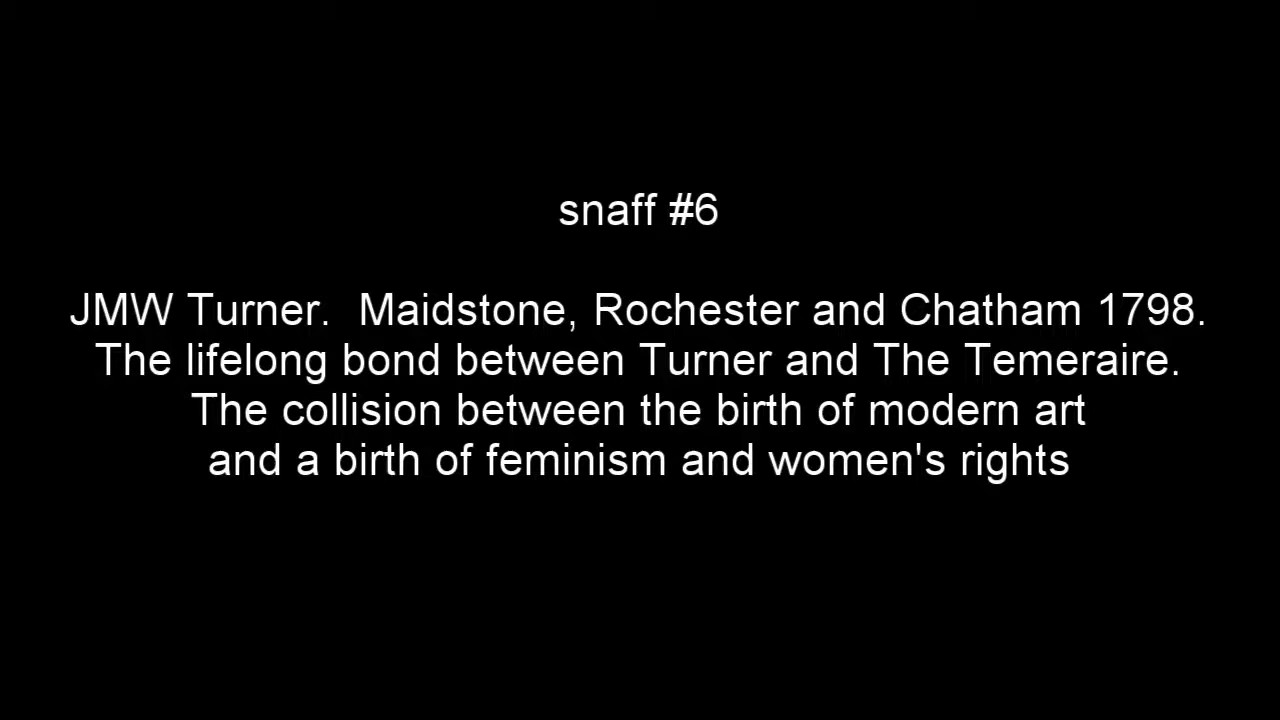 snaff #6
JMW Turner.  Maidstone, Rochester and Chatham 1798.
The lifelong bond between Turner and The Temeraire.
The collision between the birth of modern art
and a birth of feminism and women's rights